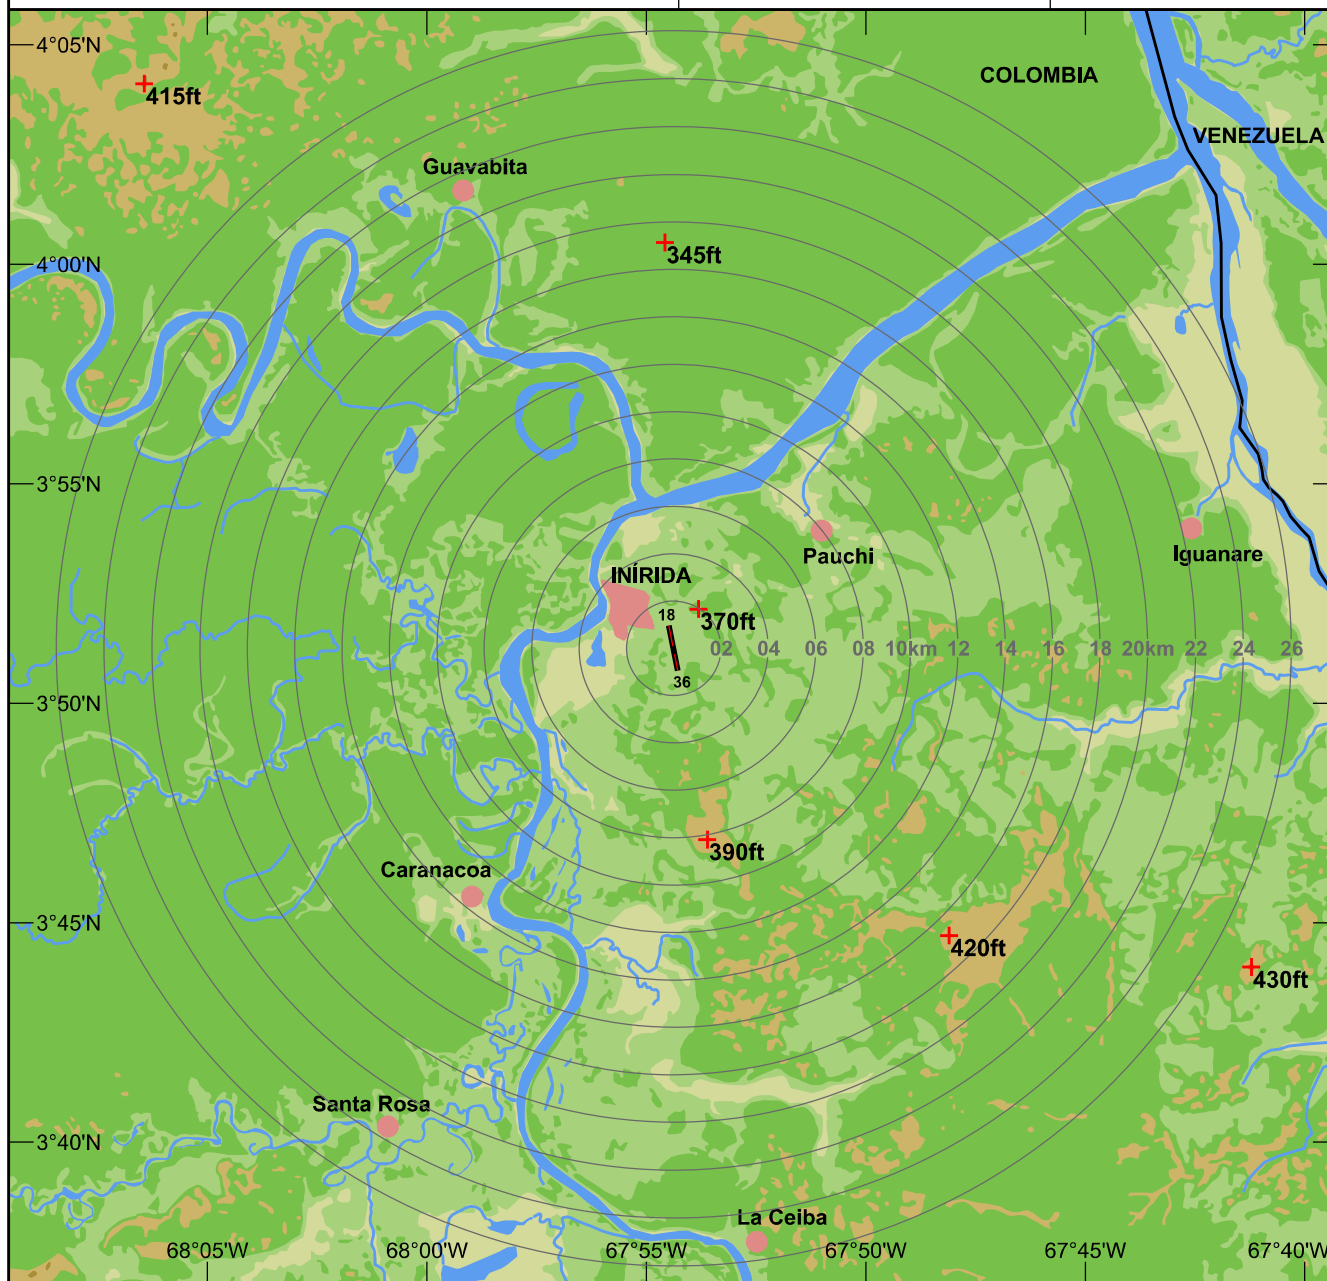 4°05'N
COLOMBIA
415ft
VENEZUELA
Guavabita
345ft
4°00'N
3°55'N
Pauchi
Iguanare
INÍRIDA
18
370ft
02 04 06 08 10km 12 14 16 18 20km 22 24 26
36
3°50'N
390ft
Caranacoa
3°45'N
420ft
430ft
Santa Rosa
3°40'N
La Ceiba
68°05'W 68°00'W 67°55'W 67°50'W 67°45'W 67°40'W